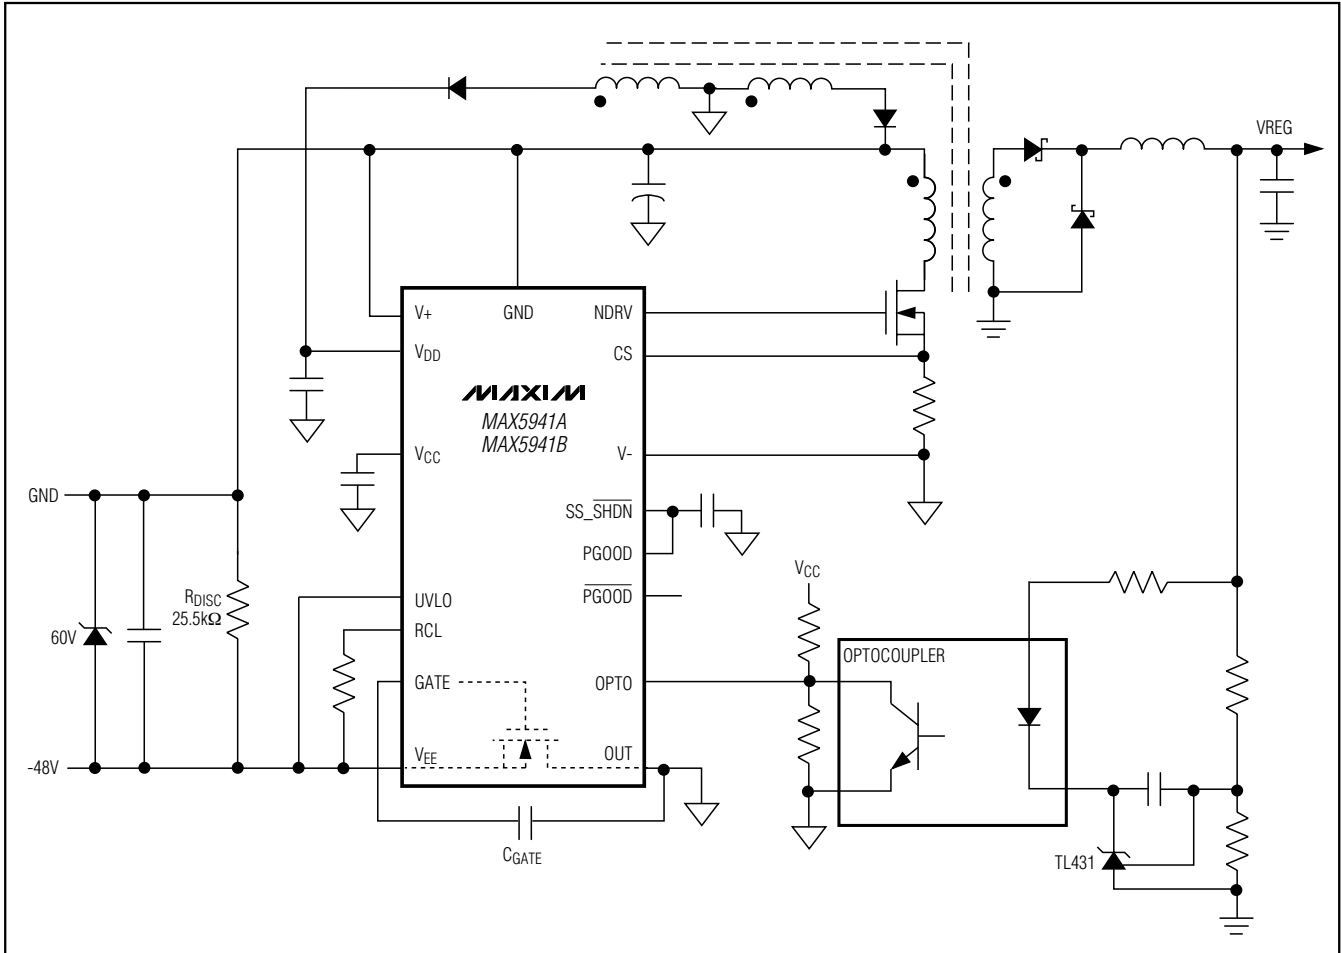 VREG
V+
GND
NDRV
VDD
CS
MAXIM
MAX5941A
MAX5941B
VCC
V-
GND
SS_SHDN
PGOOD
VCC
RDISC
25.5kΩ
UVLO
PGOOD
60V
RCL
OPTOCOUPLER
GATE
OPTO
VEE
OUT
-48V
CGATE
TL431